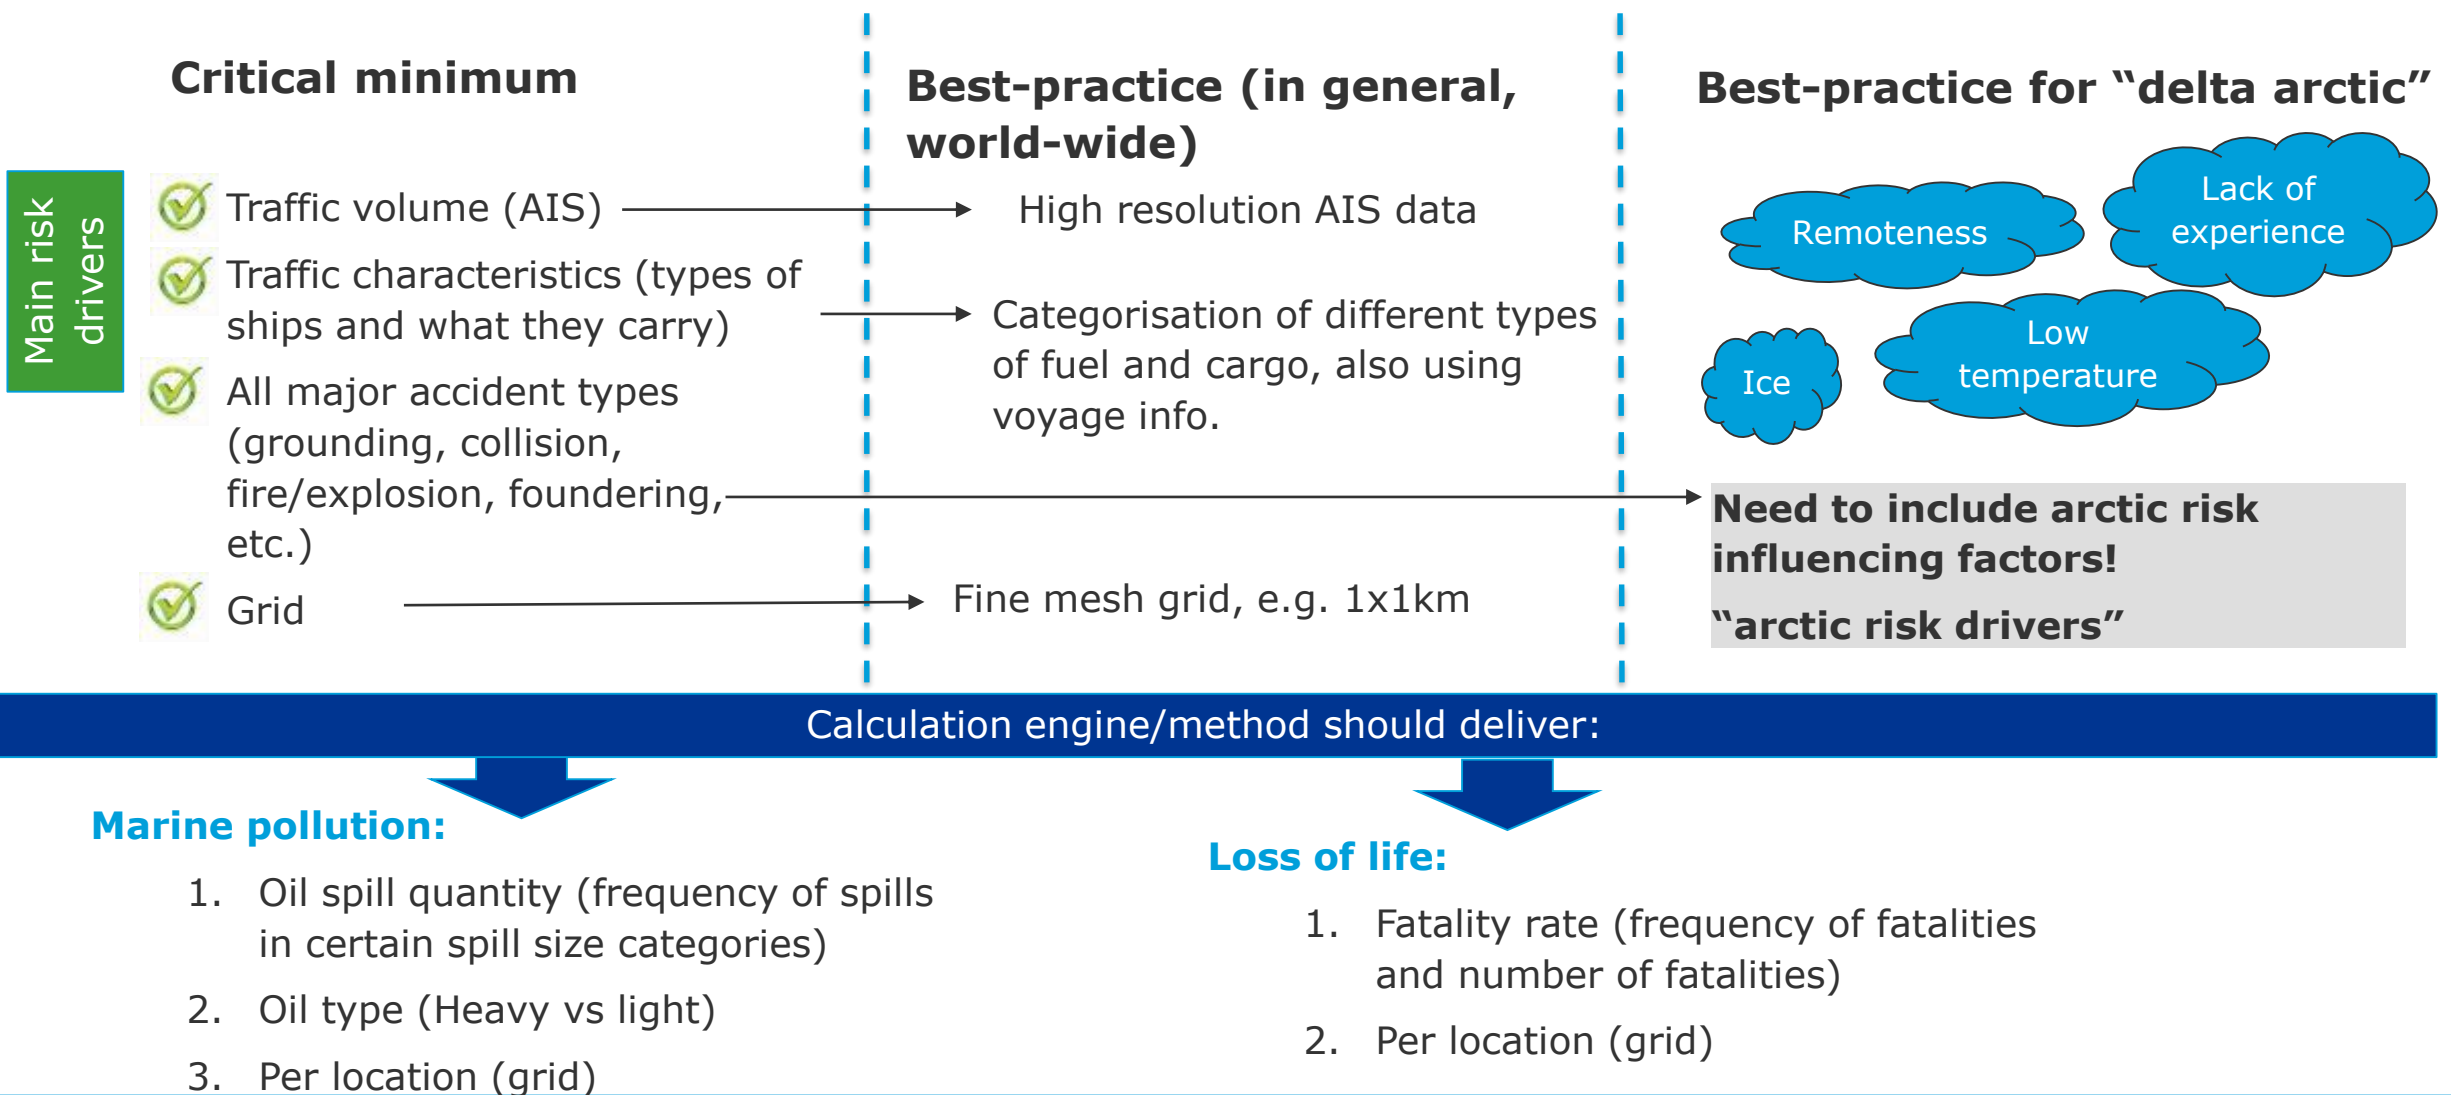 Critical minimum
Main risk
drivers
Traffic volume (AIS)
Traffic characteristics (types of
ships and what they carry)
All major accident types
(grounding, collision,
fire/explosion, foundering,
etc.)
Grid
Best-practice (in general,
world-wide)
High resolution AIS data
Categorisation of different types
of fuel and cargo, also using
voyage info.
Fine mesh grid, e.g. 1x1km
Best-practice for “delta arctic”
Remoteness
Lack of
experience
Ice
Low
temperature
Need to include arctic risk
influencing factors!
“arctic risk drivers”
Calculation engine/method should deliver:
Marine pollution:
1. Oil spill quantity (frequency of spills
in certain spill size categories)
2. Oil type (Heavy vs light)
3. Per location (grid)
Loss of life:
1. Fatality rate (frequency of fatalities
and number of fatalities)
2. Per location (grid)